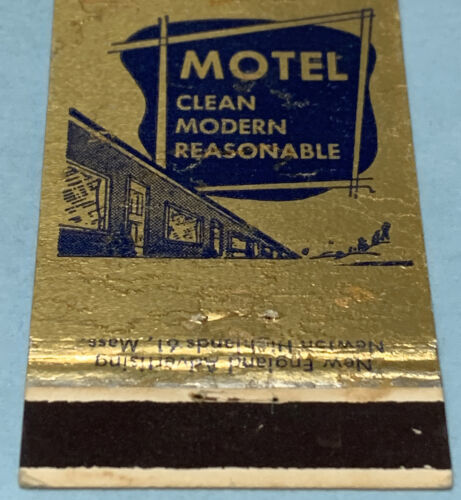 MOTEL
CLEAN
MODERN
REASONABLE
New England Advertising
Newton Highlands 61, Mass.